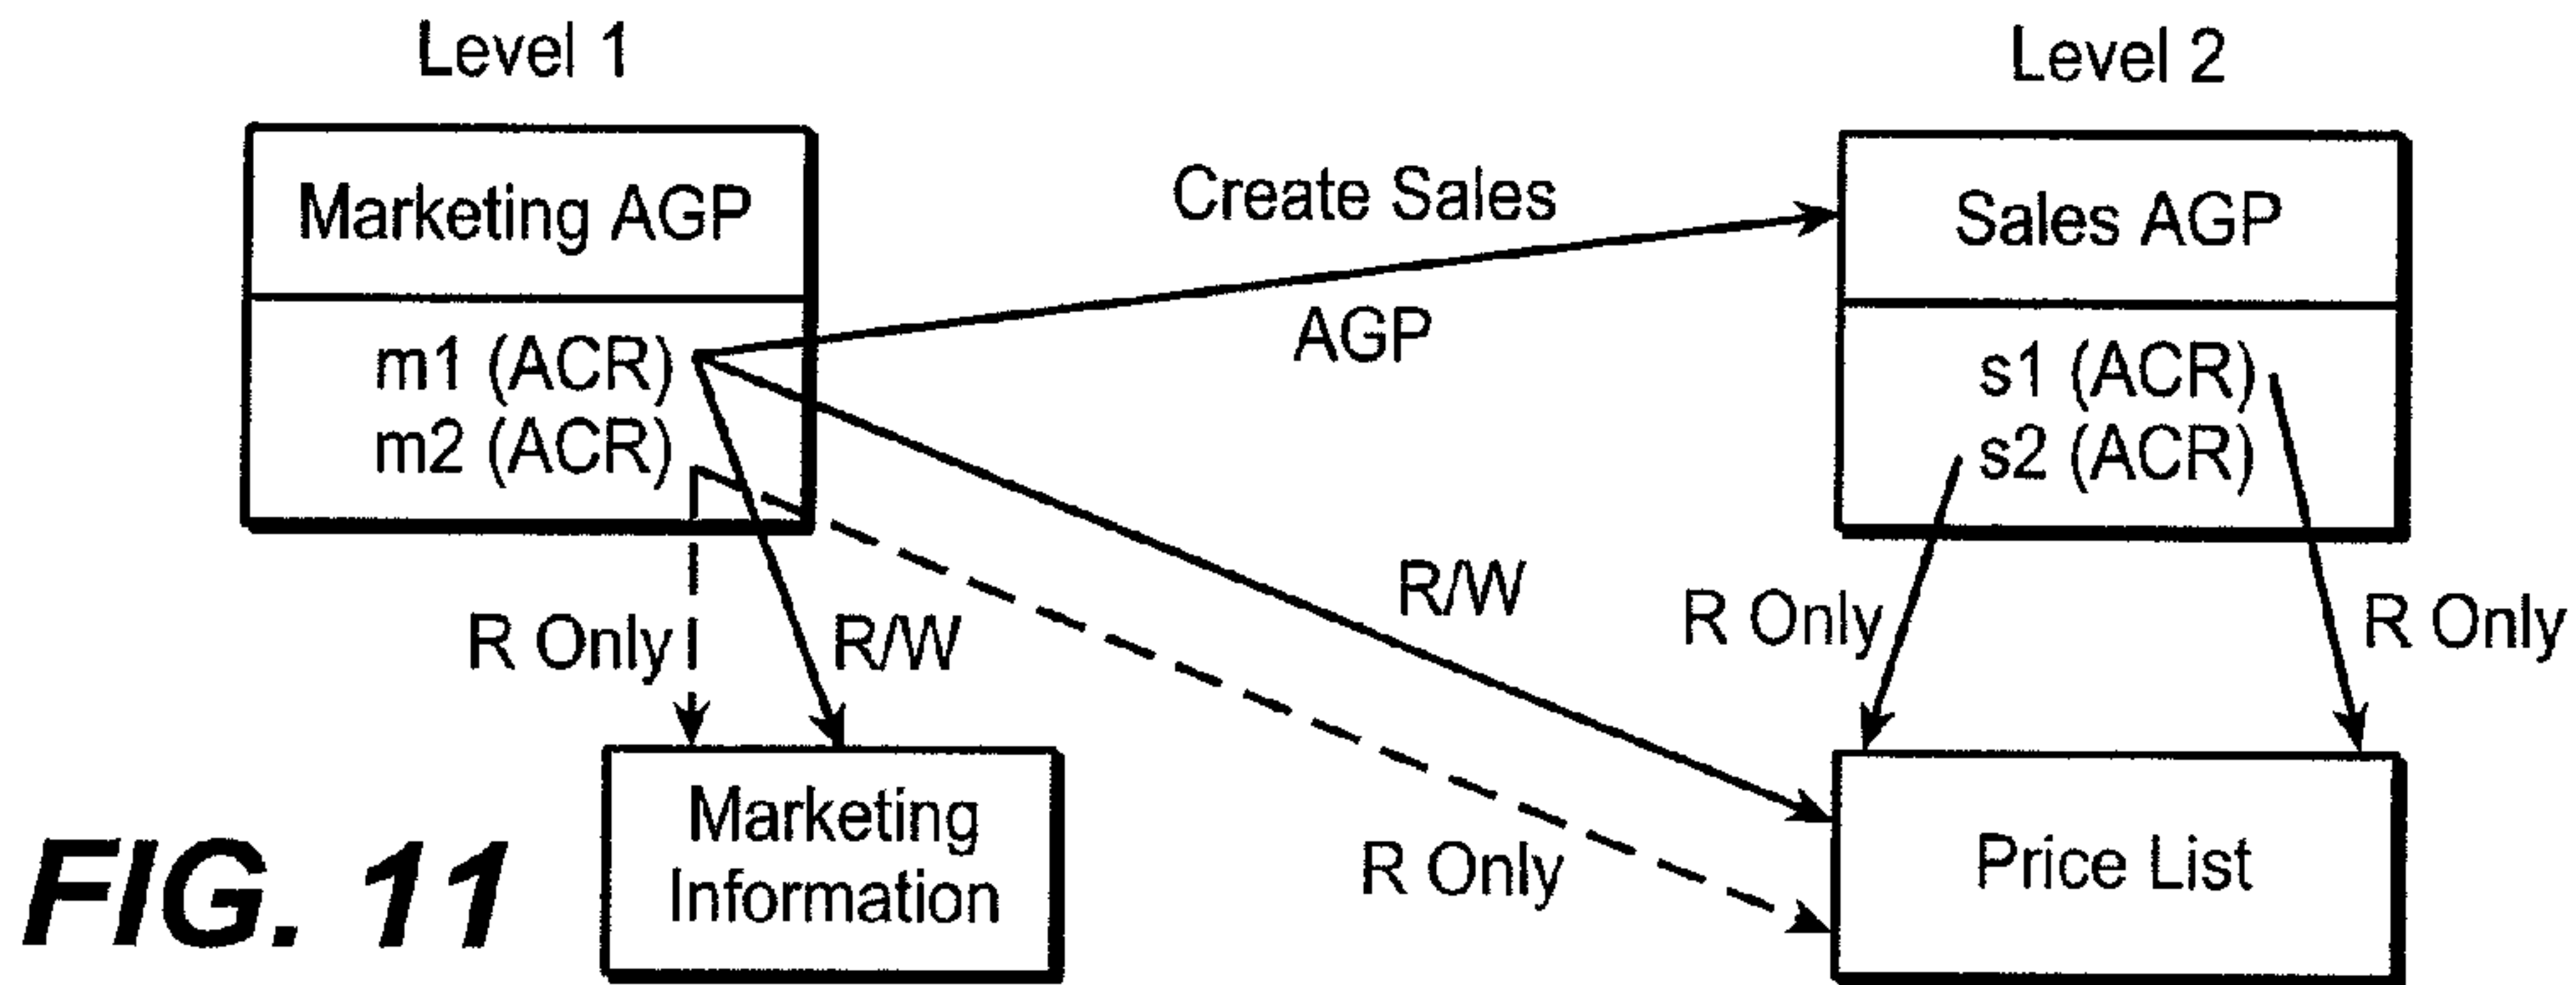 Level 1
Level 2
Marketing AGP
Create Sales
AGP
Sales AGP
m1 (ACR)
m2 (ACR)
s1 (ACR)
s2 (ACR)
R Only
R/W
R/W
R Only
R Only
R Only
Marketing
Information
Price List
FIG. 11